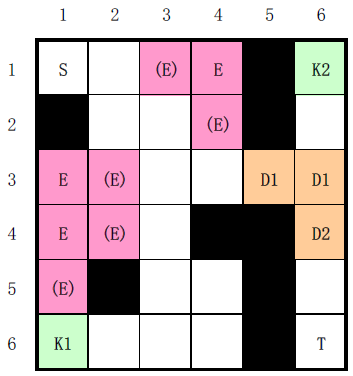 1 2 3 4 5 6
1 S (E) E K2
2 (E)
3 E (E) D1 D1
4 E (E) D2
5 (E)
6 K1 T